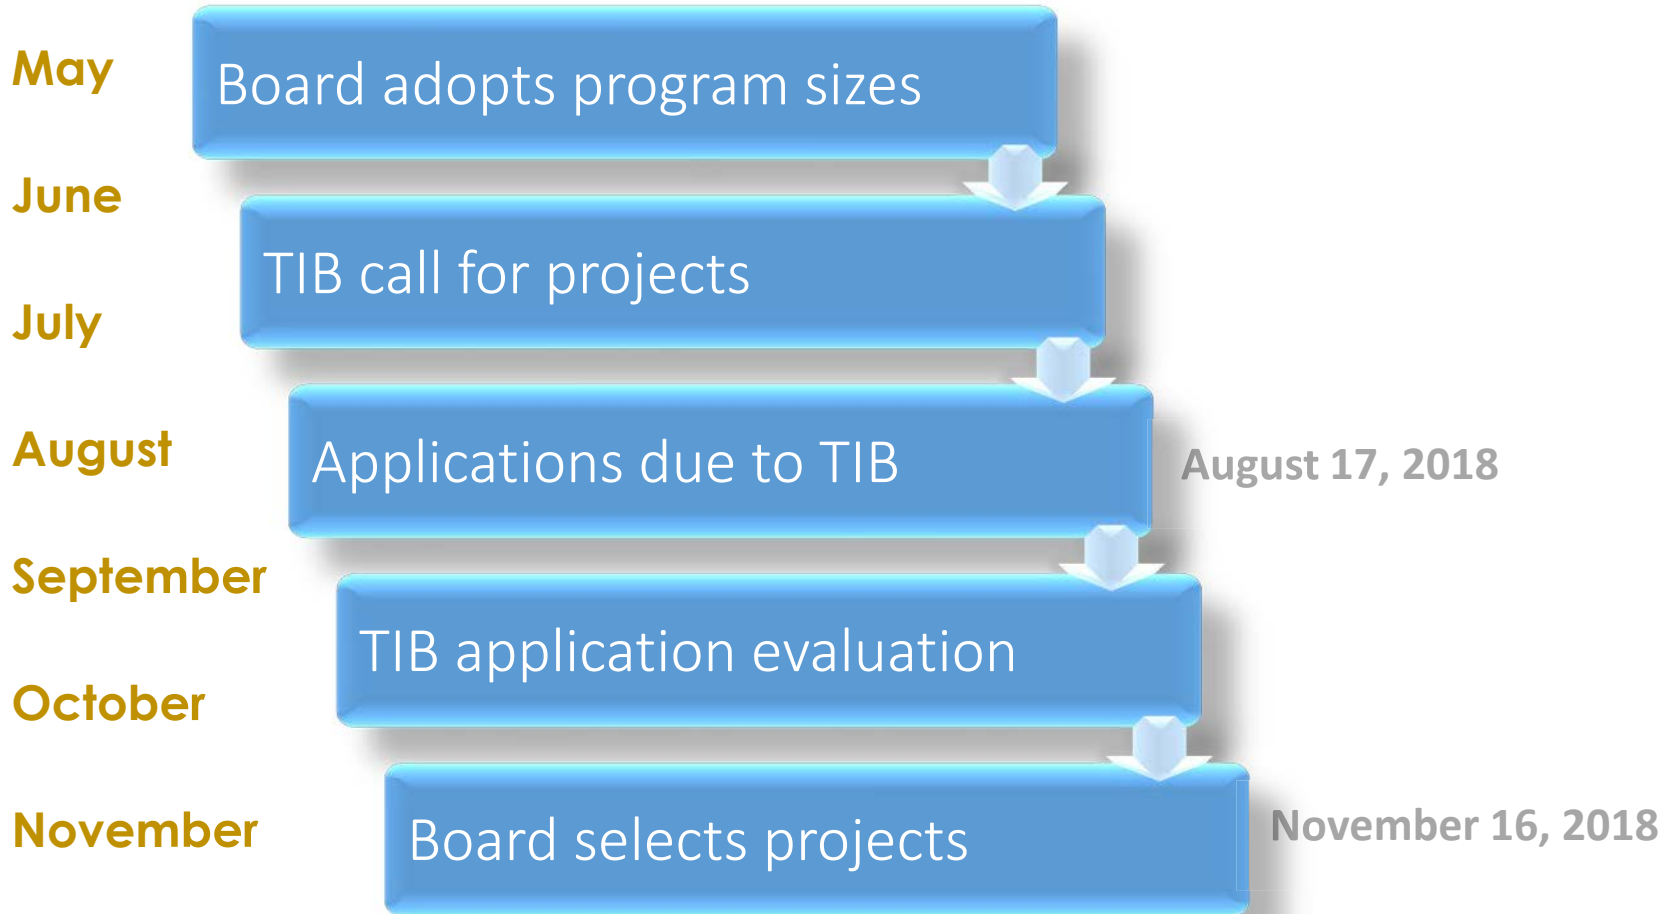 May
Board adopts program sizes
June
TIB call for projects
July
August
Applications due to TIB
August 17, 2018
September
TIB application evaluation
October
November
Board selects projects
November 16, 2018